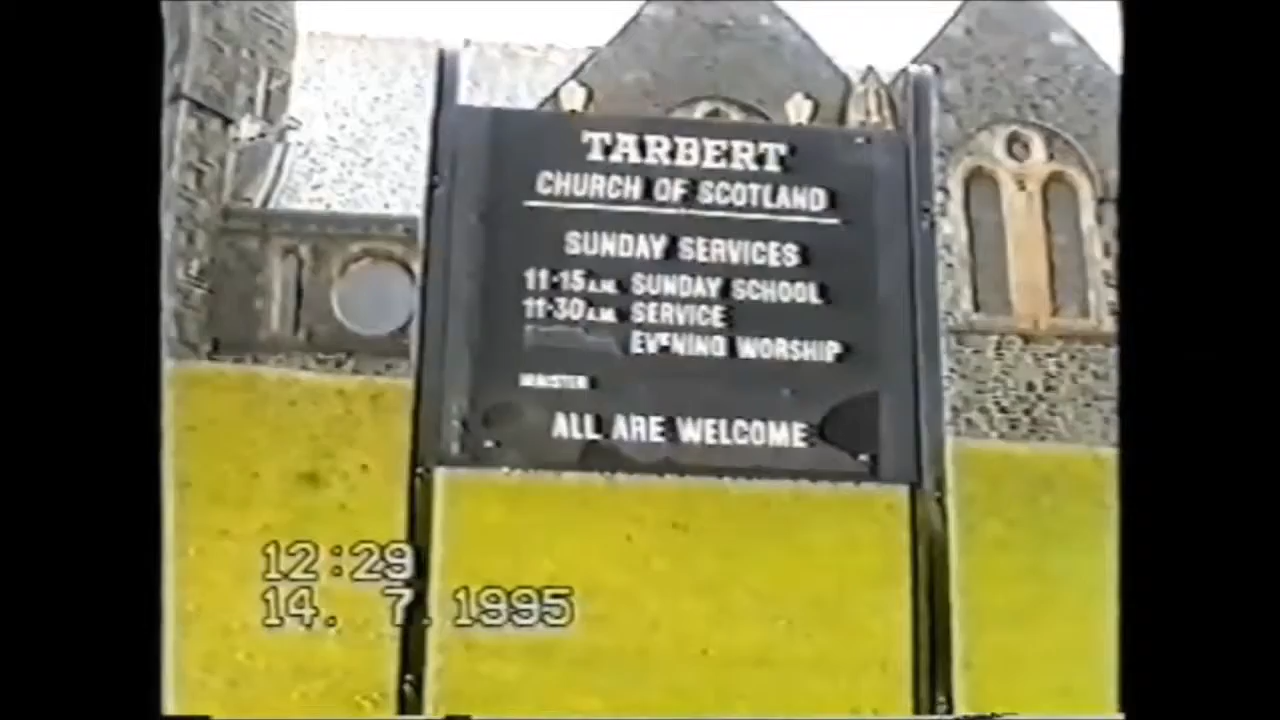 TARBERT
CHURCH OF SCOTLAND
SUNDAY SERVICES
11·15 A.M. SUNDAY SCHOOL
11·30 A.M. SERVICE
EVENING WORSHIP
MINISTER
ALL ARE WELCOME
12:29
14. 7. 1995